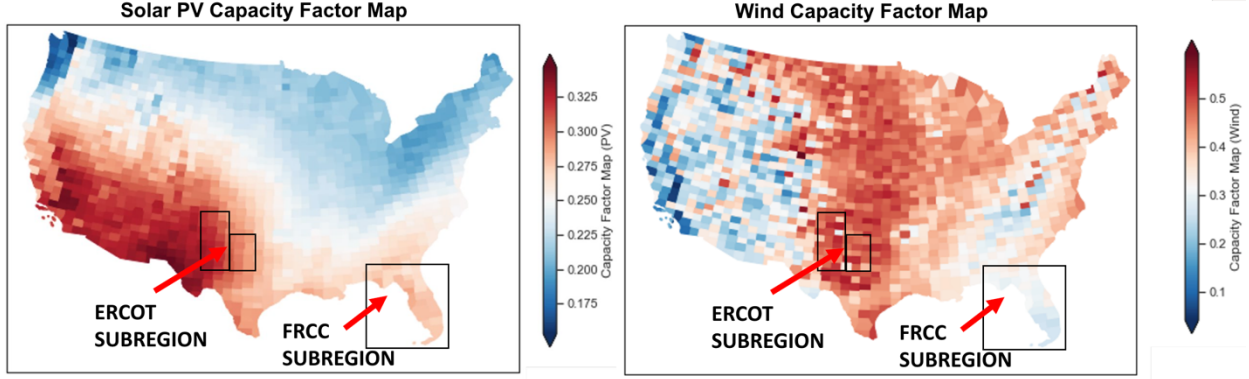 Solar PV Capacity Factor Map
0.325
0.300
0.275
0.250
0.225
0.200
0.175
Capacity Factor Map (PV)
ERCOT
SUBREGION
FRCC
SUBREGION
Wind Capacity Factor Map
0.5
0.4
0.3
0.2
0.1
Capacity Factor Map (Wind)
ERCOT
SUBREGION
FRCC
SUBREGION